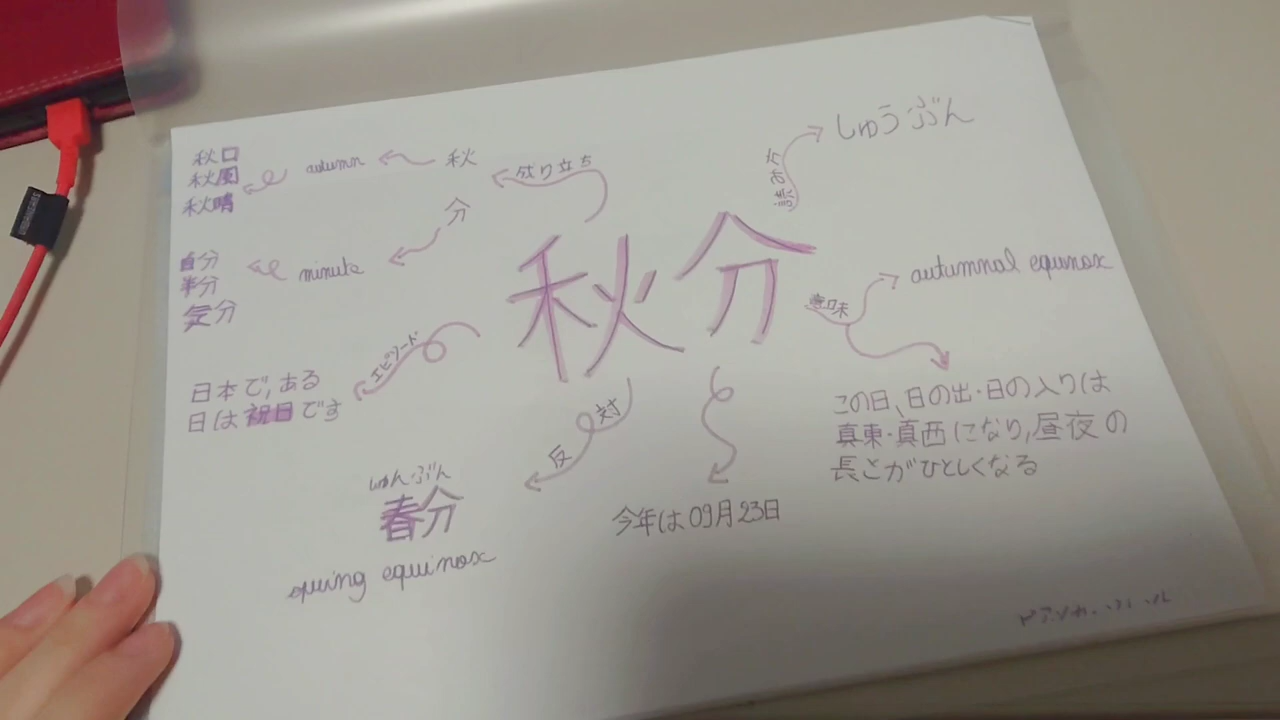 しゅうぶん
秋口
秋風
秋晴
autumn
秋
成り立ち
分
minute
自分
半分
気分
秋分
意味
autumnal equinox
この日、日の出・日の入りは
真東・真西になり,昼夜の
長さがひとしくなる
エピソード
日本で,ある
日は祝日です
反対
しゅんぶん
春分
spring equinox
今年は09月23日